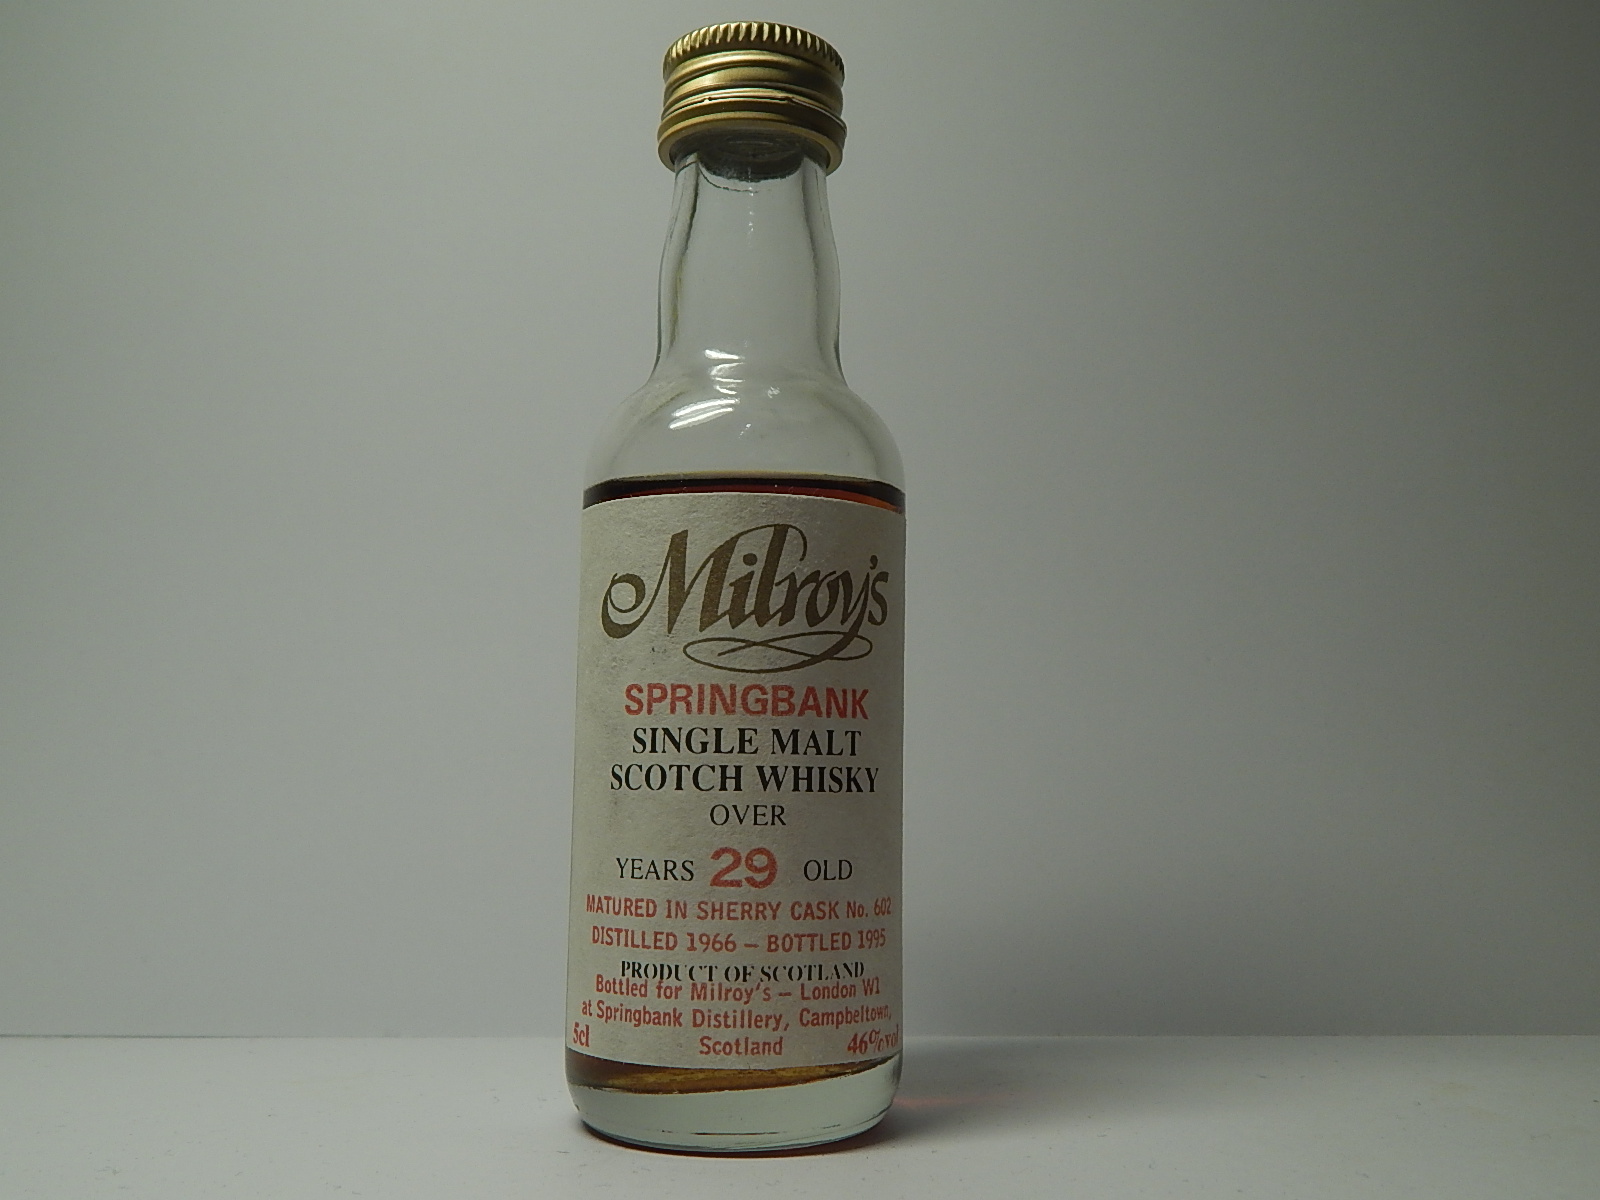 Milroy's
SPRINGBANK
SINGLE MALT
SCOTCH WHISKY
OVER
YEARS 29 OLD
MATURED IN SHERRY CASK No. 602
DISTILLED 1966 – BOTTLED 1995
PRODUCT OF SCOTLAND
Bottled for Milroy's – London W1
at Springbank Distillery, Campbeltown,
5cl Scotland 46%vol